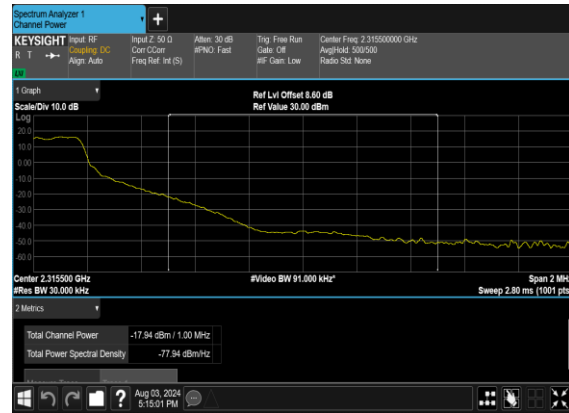 Spectrum Analyzer 1
Channel Power
+
KEYSIGHT Input: RF
R T Coupling: DC
Align: Auto
Input Z: 50 Ω
Corr CCorr
Freq Ref: Int (S)
Atten: 30 dB
#PNO: Fast
Trig: Free Run
Gate: Off
#IF Gain: Low
Center Freq: 2.315500000 GHz
Avg|Hold: 500/500
Radio Std: None
1 Graph
Scale/Div 10.0 dB
Ref Lvl Offset 8.60 dB
Ref Value 30.00 dBm
Log
20.0
10.0
0.00
-10.0
-20.0
-30.0
-40.0
-50.0
-60.0
Center 2.315500 GHz
#Res BW 30.000 kHz
#Video BW 91.000 kHz*
Span 2 MH
Sweep 2.80 ms (1001 pts
2 Metrics
Total Channel Power -17.94 dBm / 1.00 MHz
Total Power Spectral Density -77.94 dBm/Hz
?
Aug 03, 2024
5:15:01 PM